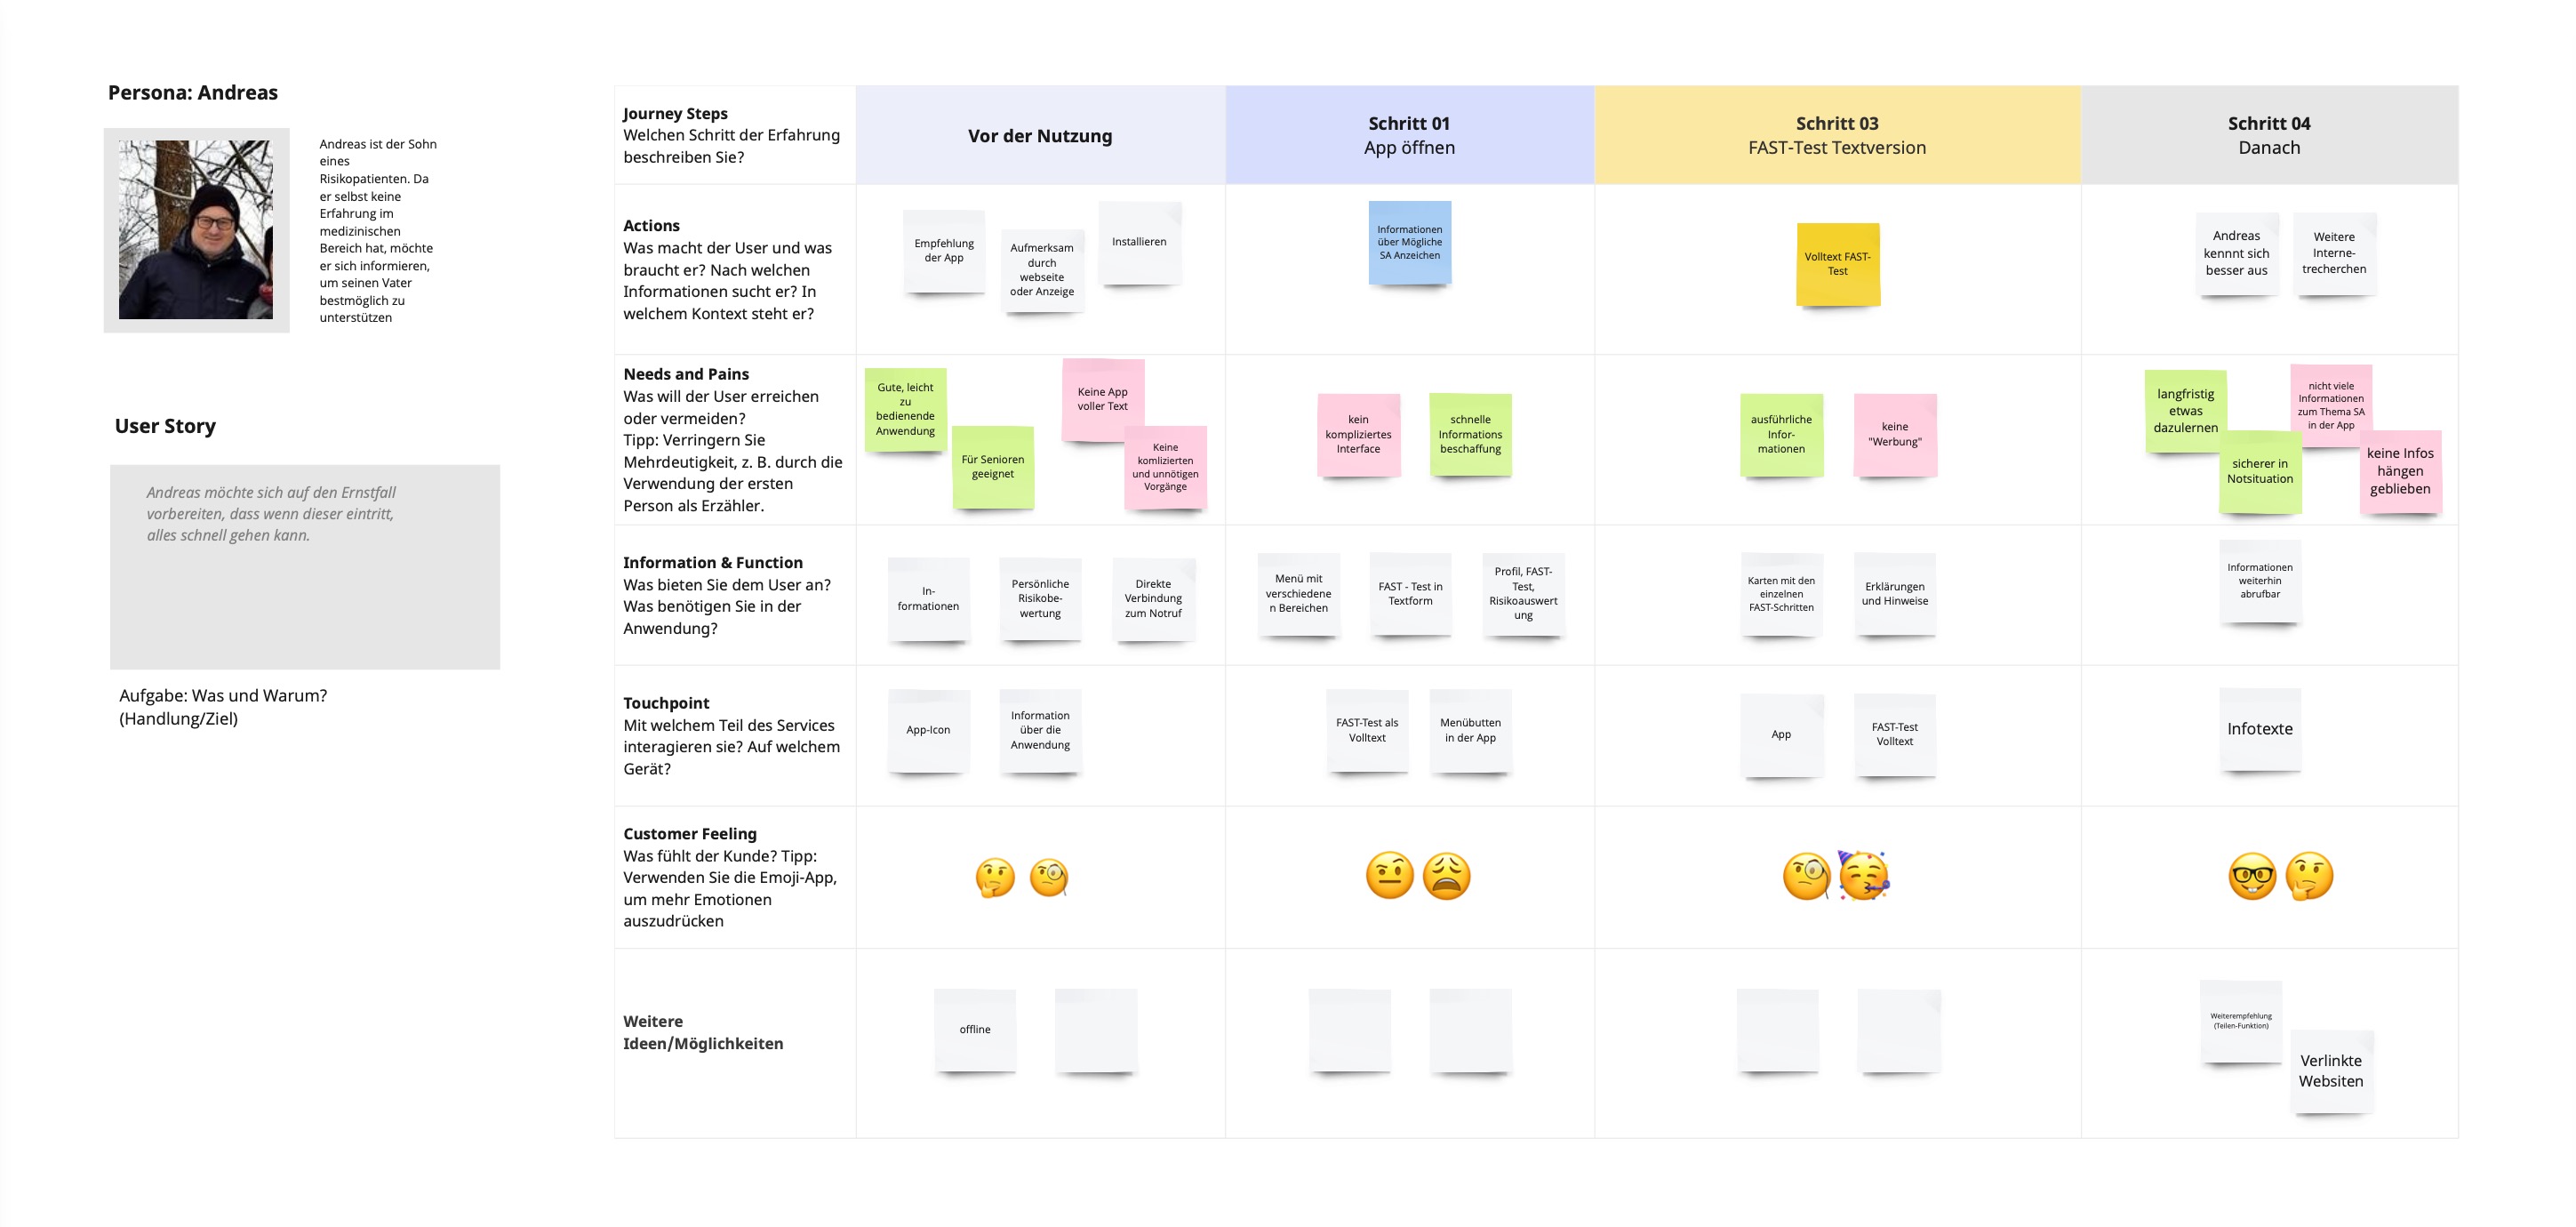 Persona: Andreas
Andreas ist der Sohn
eines
Risikopatienten. Da
er selbst keine
Erfahrung im
medizinischen
Bereich hat, möchte
er sich informieren,
um seinen Vater
bestmöglich zu
unterstützen
User Story
Andreas möchte sich auf den Ernstfall
vorbereiten, dass wenn dieser eintritt,
alles schnell gehen kann.
Aufgabe: Was und Warum?
(Handlung/Ziel)
Journey Steps
Welchen Schritt der Erfahrung
beschreiben Sie?
Vor der Nutzung
Schritt 01
App öffnen
Schritt 03
FAST-Test Textversion
Schritt 04
Danach
Actions
Was macht der User und was
braucht er? Nach welchen
Informationen sucht er? In
welchem Kontext steht er?
Empfehlung
der App
Aufmerksam
durch
webseite
oder Anzeige
Installieren
Informationen
über Mögliche
SA Anzeichen
Volltext FAST-
Test
Andreas
kennnt sich
besser aus
Weitere
Interne-
trecherchen
Needs and Pains
Was will der User erreichen
oder vermeiden?
Tipp: Verringern Sie
Mehrdeutigkeit, z. B. durch die
Verwendung der ersten
Person als Erzähler.
Gute, leicht
zu
bedienende
Anwendung
Für Senioren
geeignet
Keine App
voller Text
Keine
komlizierten
und unnötigen
Vorgänge
kein
kompliziertes
Interface
schnelle
Informations
beschaffung
ausführliche
Infor-
mationen
keine
"Werbung"
langfristig
etwas
dazulernen
sicherer in
Notsituation
nicht viele
Informationen
zum Thema SA
in der App
keine Infos
hängen
geblieben
Information & Function
Was bieten Sie dem User an?
Was benötigen Sie in der
Anwendung?
In-
formationen
Persönliche
Risikobe-
wertung
Direkte
Verbindung
zum Notruf
Menü mit
verschiedene
n Bereichen
FAST - Test in
Textform
Profil, FAST-
Test,
Risikoauswert
ung
Karten mit den
einzelnen
FAST-Schritten
Erklärungen
und Hinweise
Informationen
weiterhin
abrufbar
Touchpoint
Mit welchem Teil des Services
interagieren sie? Auf welchem
Gerät?
App-Icon
Information
über die
Anwendung
FAST-Test als
Volltext
Menübutten
in der App
App
FAST-Test
Volltext
Infotexte
Customer Feeling
Was fühlt der Kunde? Tipp:
Verwenden Sie die Emoji-App,
um mehr Emotionen
auszudrücken
Weitere
Ideen/Möglichkeiten
offline
Weiterempfehlung
(Teilen-Funktion)
Verlinkte
Websiten